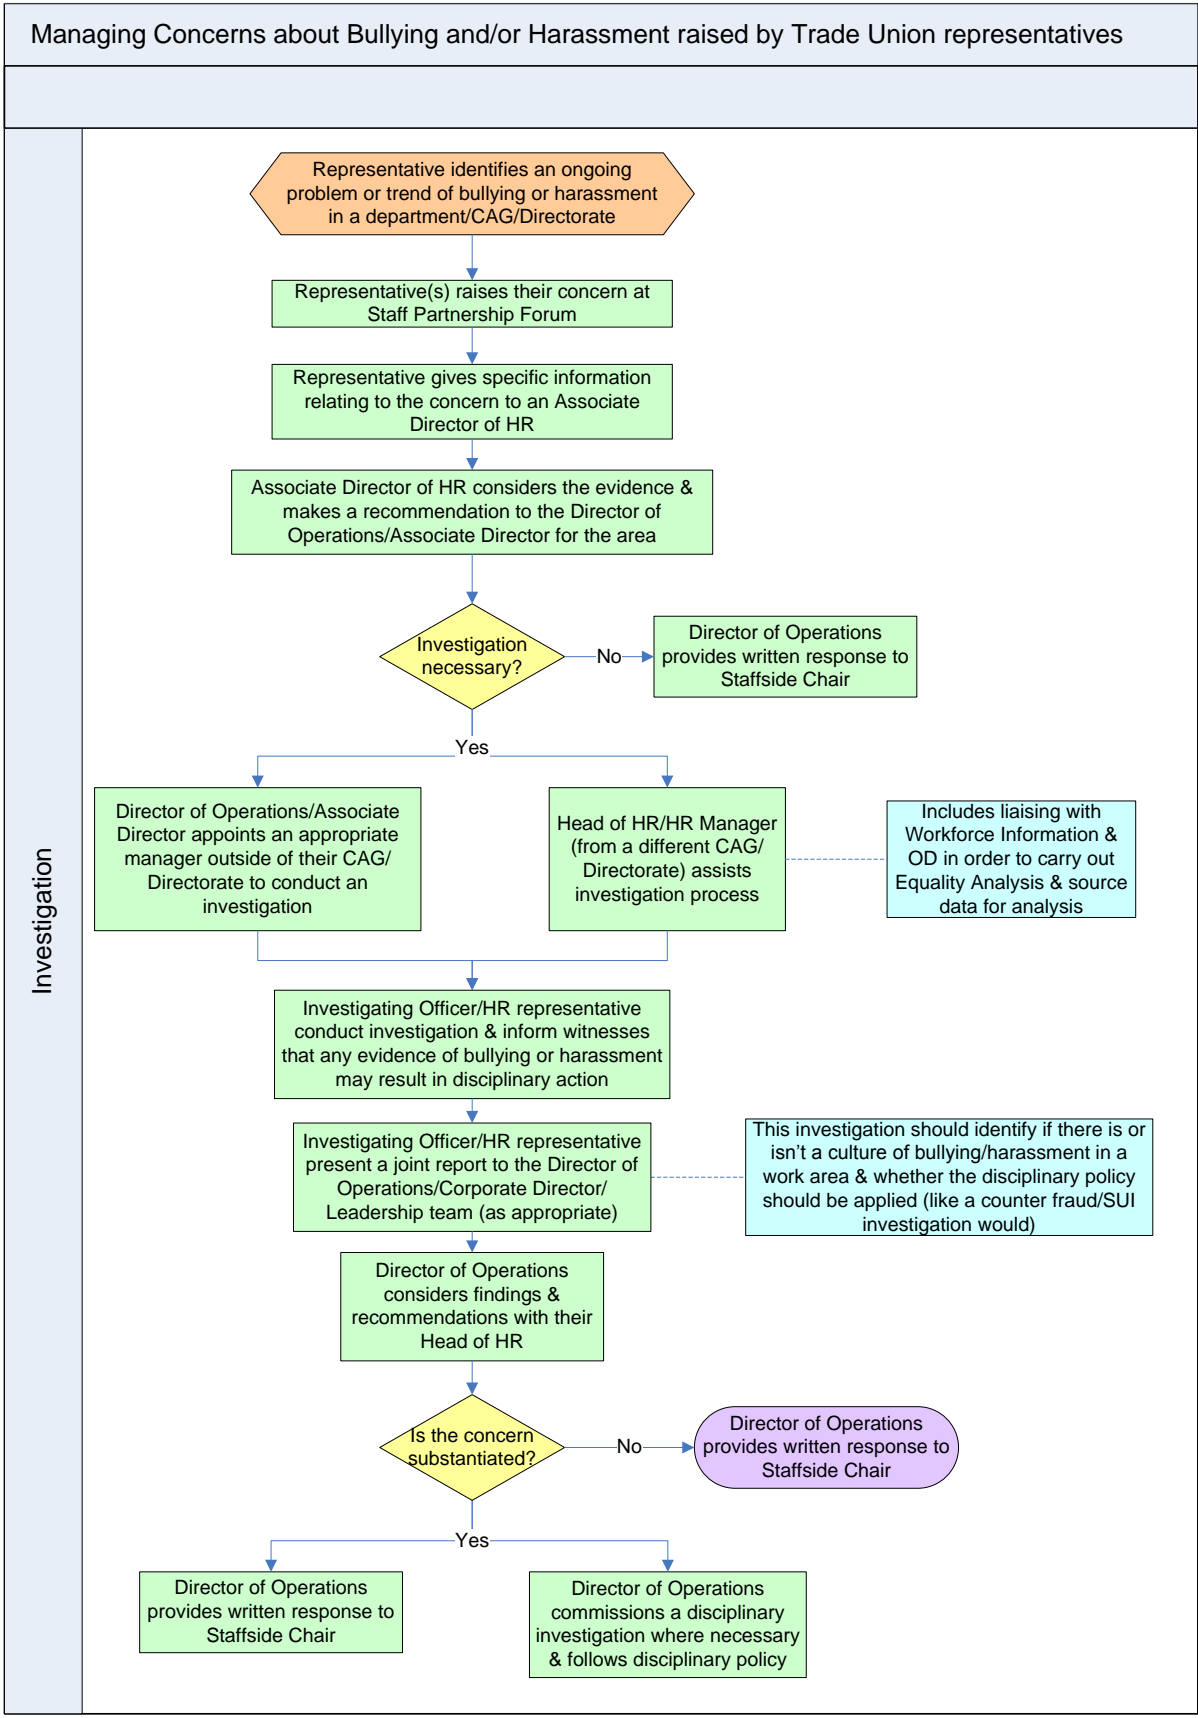 Managing Concerns about Bullying and/or Harassment raised by Trade Union representatives
Investigation
Representative identifies an ongoing
problem or trend of bullying or harassment
in a department/CAG/Directorate
Representative(s) raises their concern at
Staff Partnership Forum
Representative gives specific information
relating to the concern to an Associate
Director of HR
Associate Director of HR considers the evidence &
makes a recommendation to the Director of
Operations/Associate Director for the area
Investigation
necessary?
No
Director of Operations
provides written response to
Staffside Chair
Yes
Director of Operations/Associate
Director appoints an appropriate
manager outside of their CAG/
Directorate to conduct an
investigation
Head of HR/HR Manager
(from a different CAG/
Directorate) assists
investigation process
Includes liaising with
Workforce Information &
OD in order to carry out
Equality Analysis & source
data for analysis
Investigating Officer/HR representative
conduct investigation & inform witnesses
that any evidence of bullying or harassment
may result in disciplinary action
Investigating Officer/HR representative
present a joint report to the Director of
Operations/Corporate Director/
Leadership team (as appropriate)
This investigation should identify if there is or
isn't a culture of bullying/harassment in a
work area & whether the disciplinary policy
should be applied (like a counter fraud/SUI
investigation would)
Director of Operations
considers findings &
recommendations with their
Head of HR
Is the concern
substantiated?
No
Director of Operations
provides written response to
Staffside Chair
Yes
Director of Operations
provides written response to
Staffside Chair
Director of Operations
commissions a disciplinary
investigation where necessary
& follows disciplinary policy